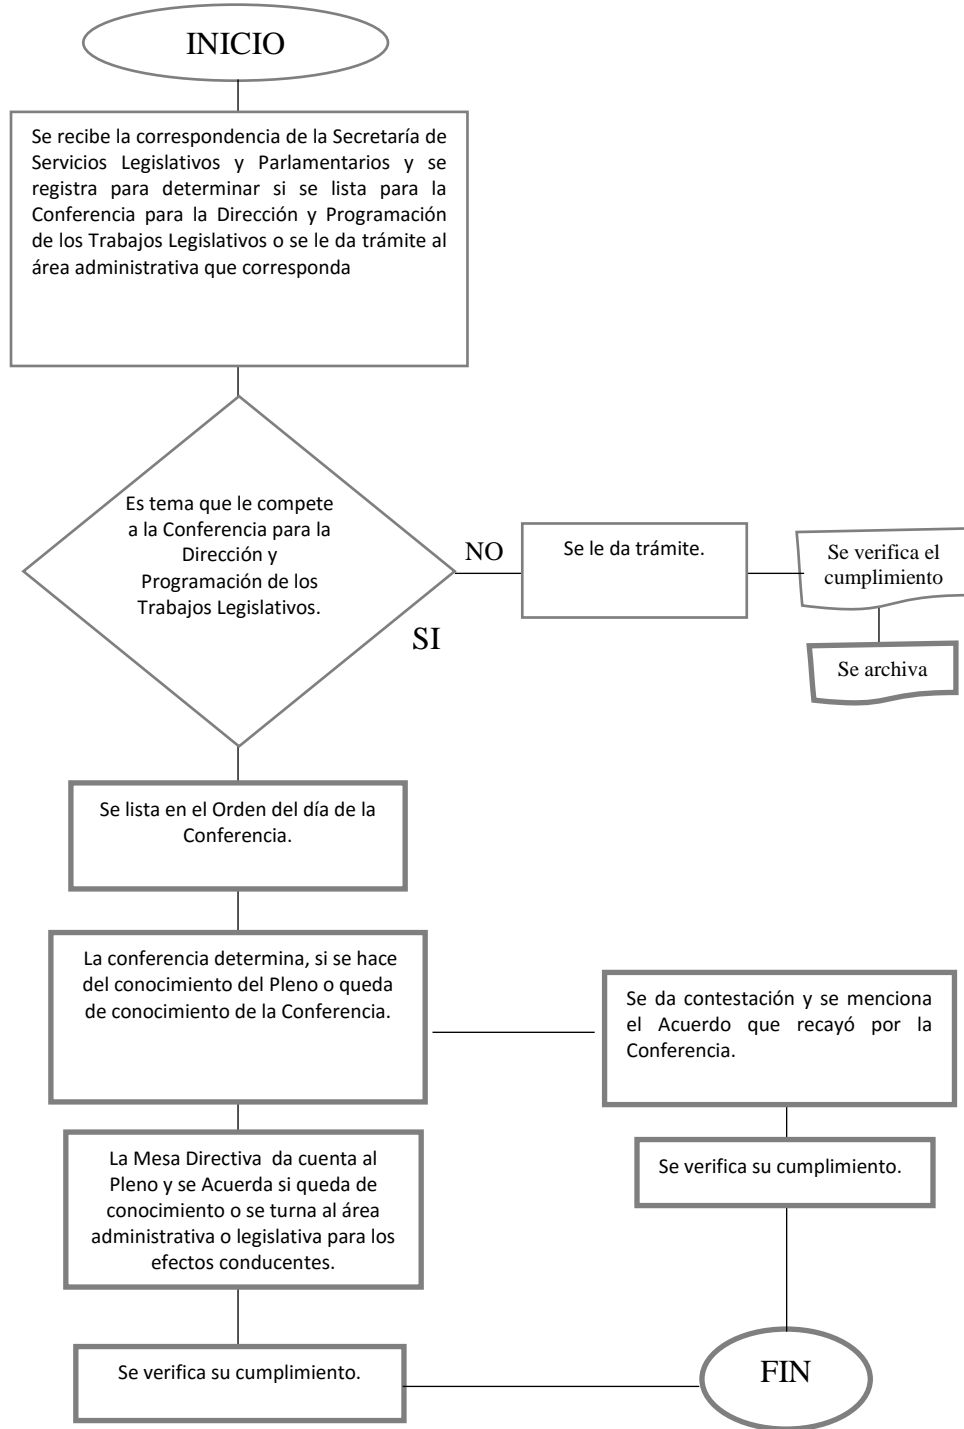 INICIO
Se recibe la correspondencia de la Secretaría de
Servicios Legislativos y Parlamentarios y se
registra para determinar si se lista para la
Conferencia para la Dirección y Programación
de los Trabajos Legislativos o se le da trámite al
área administrativa que corresponda
Es tema que le compete
a la Conferencia para la
Dirección y
Programación de los
Trabajos Legislativos.
NO
Se le da trámite.
Se verifica el
cumplimiento
SI
Se archiva
Se lista en el Orden del día de la
Conferencia.
La conferencia determina, si se hace
del conocimiento del Pleno o queda
de conocimiento de la Conferencia.
Se da contestación y se menciona
el Acuerdo que recayó por la
Conferencia.
La Mesa Directiva da cuenta al
Pleno y se Acuerda si queda de
conocimiento o se turna al área
administrativa o legislativa para los
efectos conducentes.
Se verifica su cumplimiento.
Se verifica su cumplimiento.
FIN